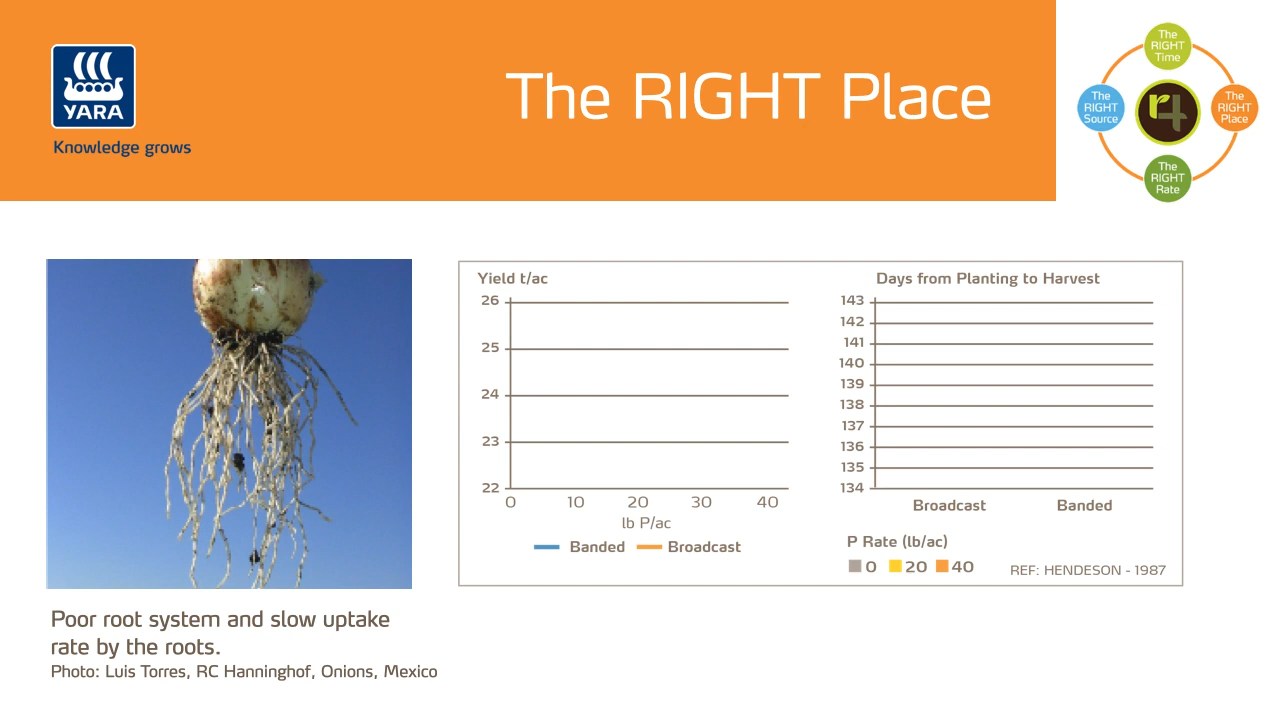 YARA
Knowledge grows
The RIGHT Place
The
RIGHT
Time
The
RIGHT
Source
r4
The
RIGHT
Place
The
RIGHT
Rate
Yield t/ac
26
25
24
23
22
0 10 20 30 40
lb P/ac
Banded Broadcast
Days from Planting to Harvest
143
142
141
140
139
138
137
136
135
134
Broadcast Banded
P Rate (lb/ac)
0 20 40
REF: HENDESON - 1987
Poor root system and slow uptake
rate by the roots.
Photo: Luis Torres, RC Hanninghof, Onions, Mexico